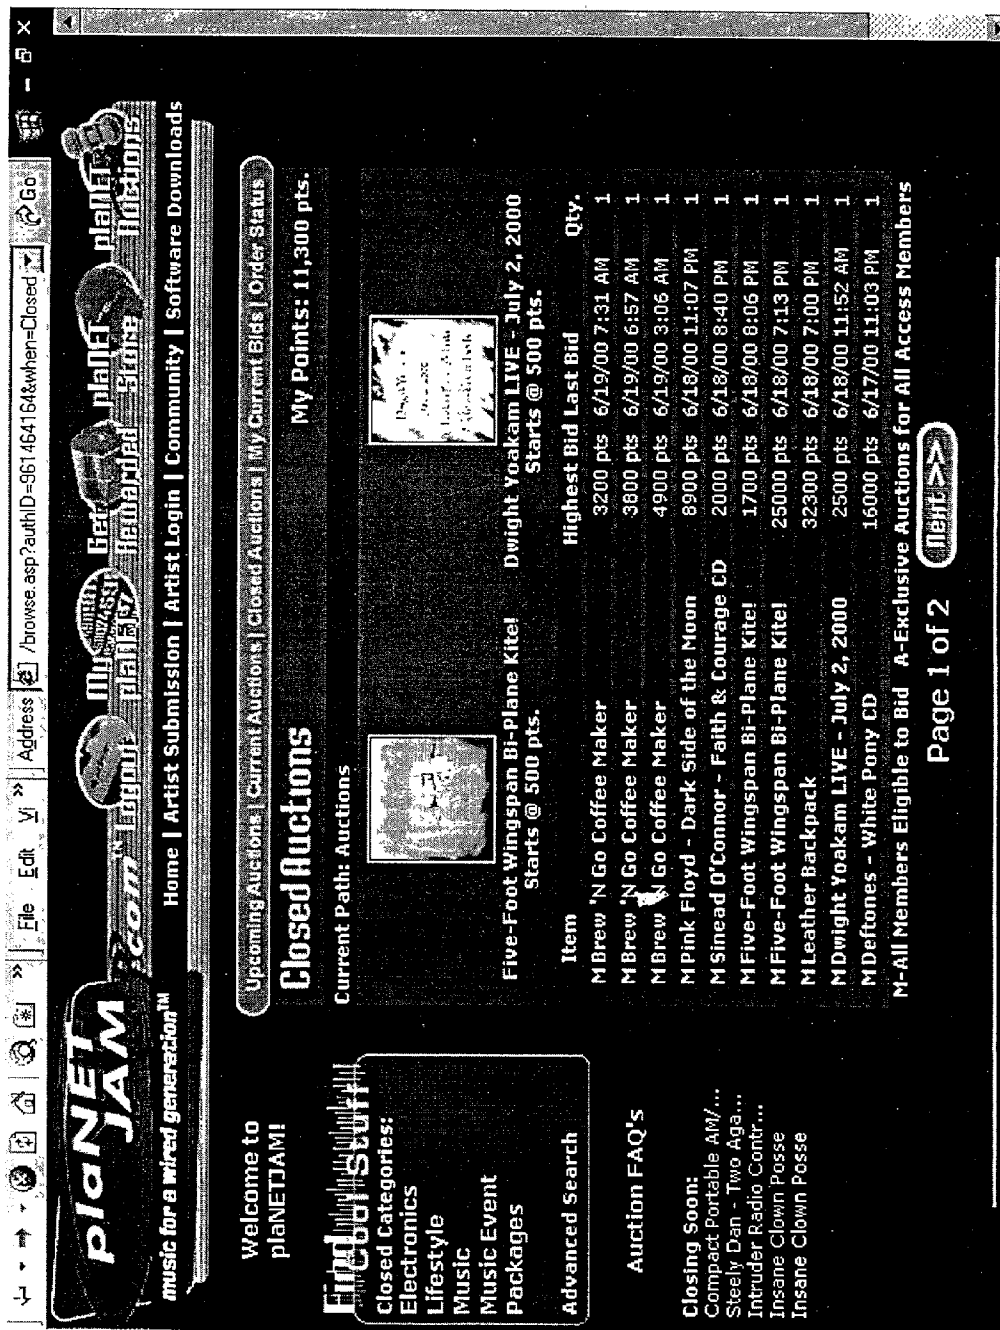 File Edit Vi » Address /browse.asp?authID=961464164&when=Closed Go
plaNET JAM .com™
music for a wired generation™
Logout My plaNET Get Rewarded plaNET Store plaNET Auctions
Home | Artist Submission | Artist Login | Community | Software Downloads
Welcome to
plaNETJAM!
Find Cool Stuff
Closed Categories:
Electronics
Lifestyle
Music
Music Event
Packages
Advanced Search
Auction FAQ's
Closing Soon:
Compact Portable AM/...
Steely Dan - Two Aga...
Intruder Radio Contr...
Insane Clown Posse
Insane Clown Posse
Upcoming Auctions | Current Auctions | Closed Auctions | My Current Bids | Order Status
Closed Auctions My Points: 11,300 pts.
Current Path: Auctions
Five-Foot Wingspan Bi-Plane Kite! Dwight Yoakam LIVE - July 2, 2000
Starts @ 500 pts. Starts @ 500 pts.
Item Highest Bid Last Bid Qty.
M Brew 'N Go Coffee Maker 3200 pts 6/19/00 7:31 AM 1
M Brew 'N Go Coffee Maker 3800 pts 6/19/00 6:57 AM 1
M Brew 'N Go Coffee Maker 4900 pts 6/19/00 3:06 AM 1
M Pink Floyd - Dark Side of the Moon 8900 pts 6/18/00 11:07 PM 1
M Sinead O'Connor - Faith & Courage CD 2000 pts 6/18/00 8:40 PM 1
M Five-Foot Wingspan Bi-Plane Kite! 1700 pts 6/18/00 8:06 PM 1
M Five-Foot Wingspan Bi-Plane Kite! 25000 pts 6/18/00 7:13 PM 1
M Leather Backpack 32300 pts 6/18/00 7:00 PM 1
M Dwight Yoakam LIVE - July 2, 2000 2500 pts 6/18/00 11:52 AM 1
M Deftones - White Pony CD 16000 pts 6/17/00 11:03 PM 1
M-All Members Eligible to Bid A-Exclusive Auctions for All Access Members
Page 1 of 2 Next >>